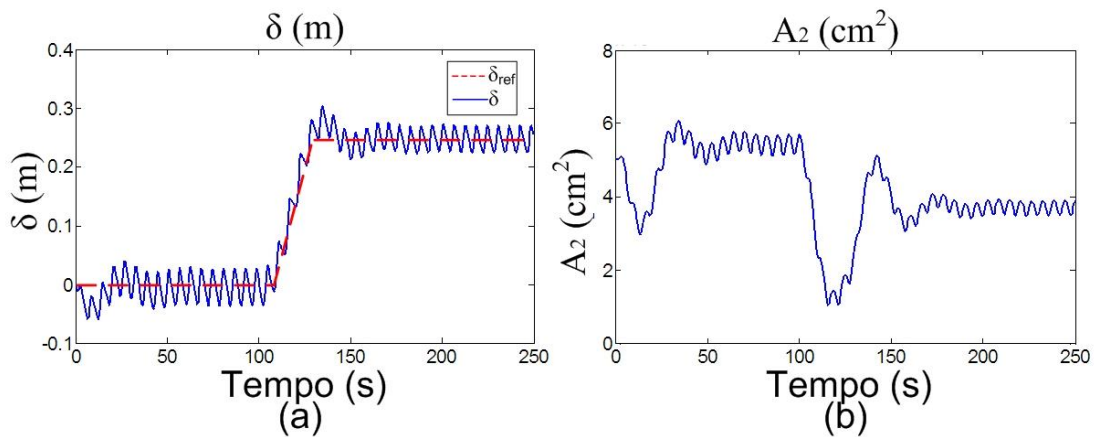 δ (m)
0.4
0.3
0.2
0.1
0
-0.1
δ (m)
δref
δ
0 50 100 150 200 250
Tempo (s)
(a)
A₂ (cm²)
8
6
4
2
0
A₂ (cm²)
0 50 100 150 200 250
Tempo (s)
(b)